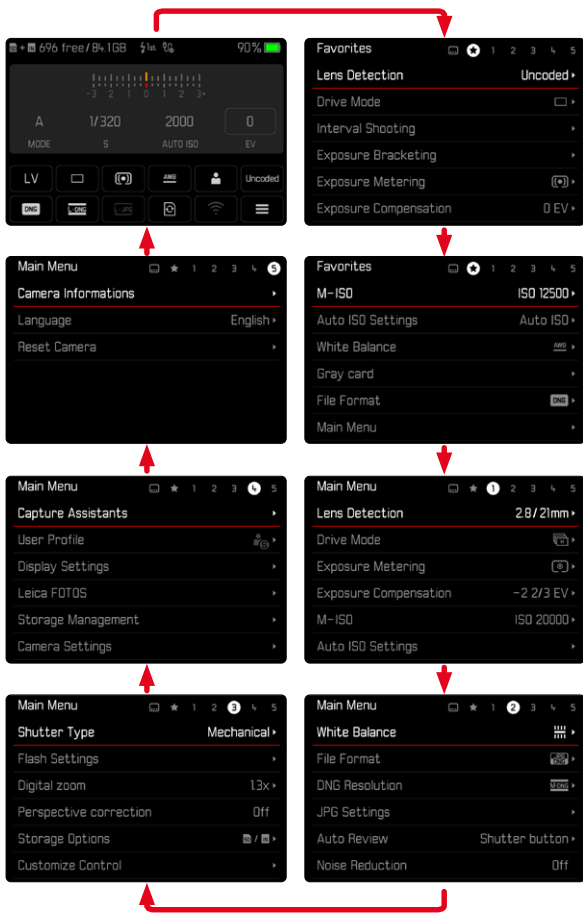 696 free/84.1GB 1st 90%
-3 2 1 0 1 2 3+
A 1/320 2000 0
MODE S AUTO ISO EV
LV AWB Uncoded
DNG L-DNG L-JPG
Favorites 1 2 3 4 5
Lens Detection Uncoded
Drive Mode
Interval Shooting
Exposure Bracketing
Exposure Metering
Exposure Compensation 0 EV
Main Menu 1 2 3 4 5
Camera Informations
Language English
Reset Camera
Favorites 1 2 3 4 5
M-ISO ISO 12500
Auto ISO Settings Auto ISO
White Balance AWB
Gray card
File Format DNG
Main Menu
Main Menu 1 2 3 4 5
Capture Assistants
User Profile
Display Settings
Leica FOTOS
Storage Management
Camera Settings
Main Menu 1 2 3 4 5
Lens Detection 2.8/21mm
Drive Mode
Exposure Metering
Exposure Compensation -2 2/3 EV
M-ISO ISO 20000
Auto ISO Settings
Main Menu 1 2 3 4 5
Shutter Type Mechanical
Flash Settings
Digital zoom 1.3x
Perspective correction Off
Storage Options /
Customize Control
Main Menu 1 2 3 4 5
White Balance
File Format JPG DNG
DNG Resolution M-DNG
JPG Settings
Auto Review Shutter button
Noise Reduction Off